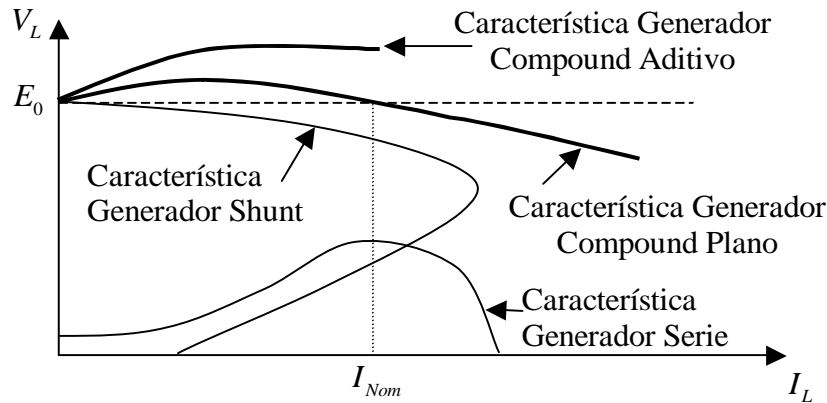 V_L
Característica Generador
Compound Aditivo
E_0
Característica
Generador Shunt
Característica Generador
Compound Plano
Característica
Generador Serie
I_Nom
I_L